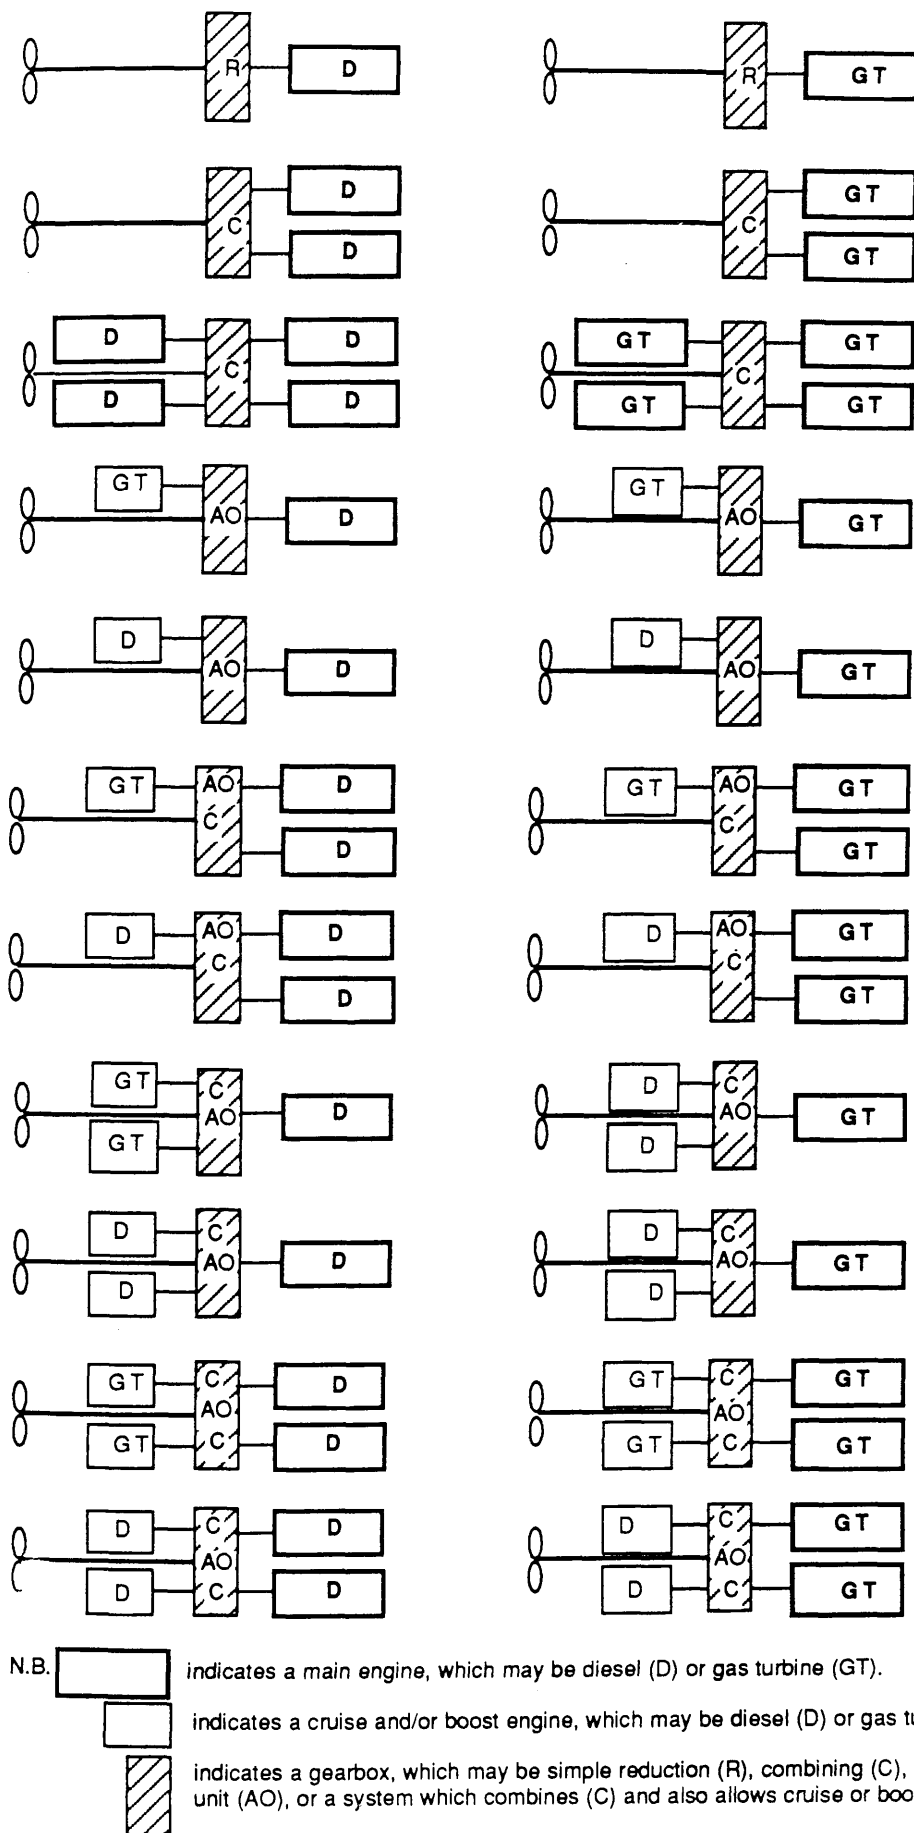 R D R GT
D D C GT GT C
D D C D D GT GT C GT GT
GT AO D GT AO GT
D AO D D AO GT
GT AO C D D GT AO C GT GT
D AO C D D D AO C GT GT
GT GT C AO D D D C AO GT
D D C AO D D D C AO GT
GT GT C AO C D D GT GT C AO C GT GT
D D C AO C D D D D C AO C GT GT
N.B. indicates a main engine, which may be diesel (D) or gas turbine (GT).
indicates a cruise and/or boost engine, which may be diesel (D) or gas tu
indicates a gearbox, which may be simple reduction (R), combining (C),
unit (AO), or a system which combines (C) and also allows cruise or boo